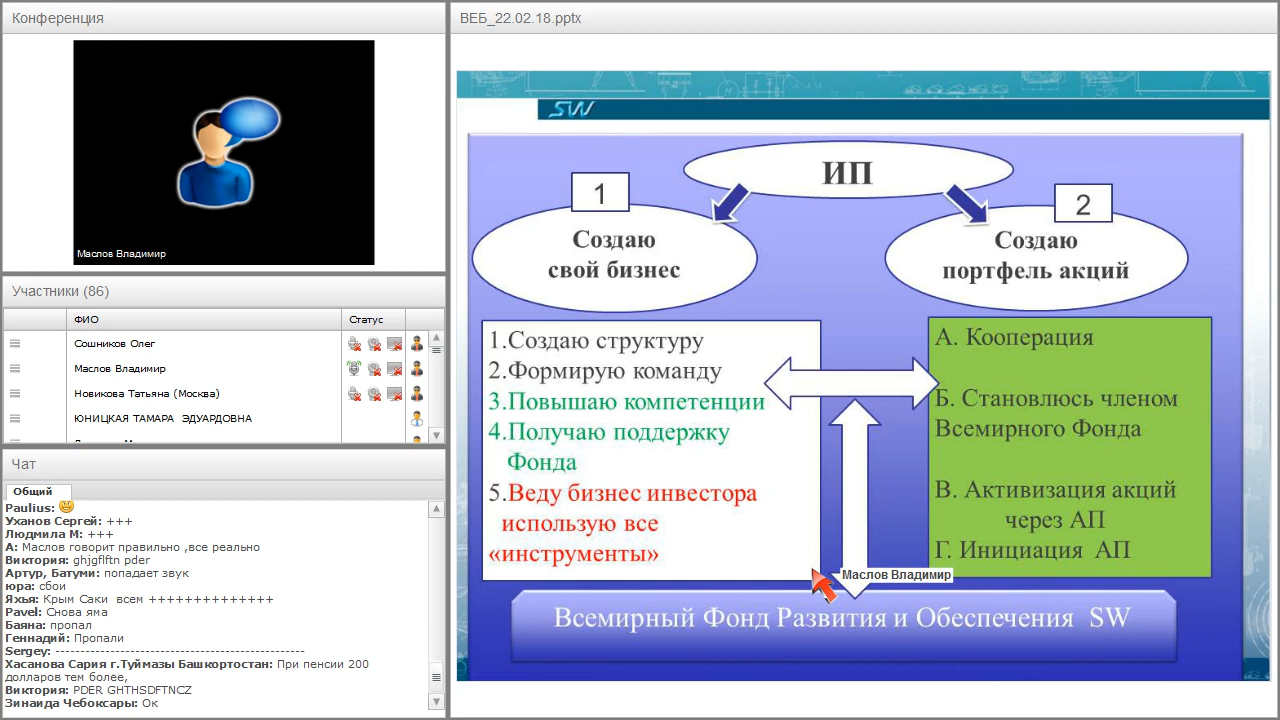 Конференция
Маслов Владимир
Участники (86)
ФИО
Статус
Сошников Олег
Маслов Владимир
Новикова Татьяна (Москва)
ЮНИЦКАЯ ТАМАРА ЭДУАРДОВНА
Чат
Общий
Paulius:
Уханов Сергей: +++
Людмила М: +++
А: Маслов говорит правильно ,все реально
Виктория: ghjgflftn pder
Артур, Батуми: попадает звук
юра: сбои
Яхья: Крым Саки всем ++++++++++++++
Pavel: Снова яма
Баяна: пропал
Геннадий: Пропали
Sergey: --------------------------------------------------
Хасанова Сария г.Туймазы Башкортостан: При пенсии 200
долларов тем более,
Виктория: PDER GHTHSDFTNCZ
Зинаида Чебоксары: Ок
ВЕБ_22.02.18.pptx
SW
ИП
1
Создаю
свой бизнес
2
Создаю
портфель акций
1.Создаю структуру
2.Формирую команду
3.Повышаю компетенции
4.Получаю поддержку
Фонда
5.Веду бизнес инвестора
использую все
«инструменты»
А. Кооперация
Б. Становлюсь членом
Всемирного Фонда
В. Активизация акций
через АП
Г. Инициация АП
Маслов Владимир
Всемирный Фонд Развития и Обеспечения SW